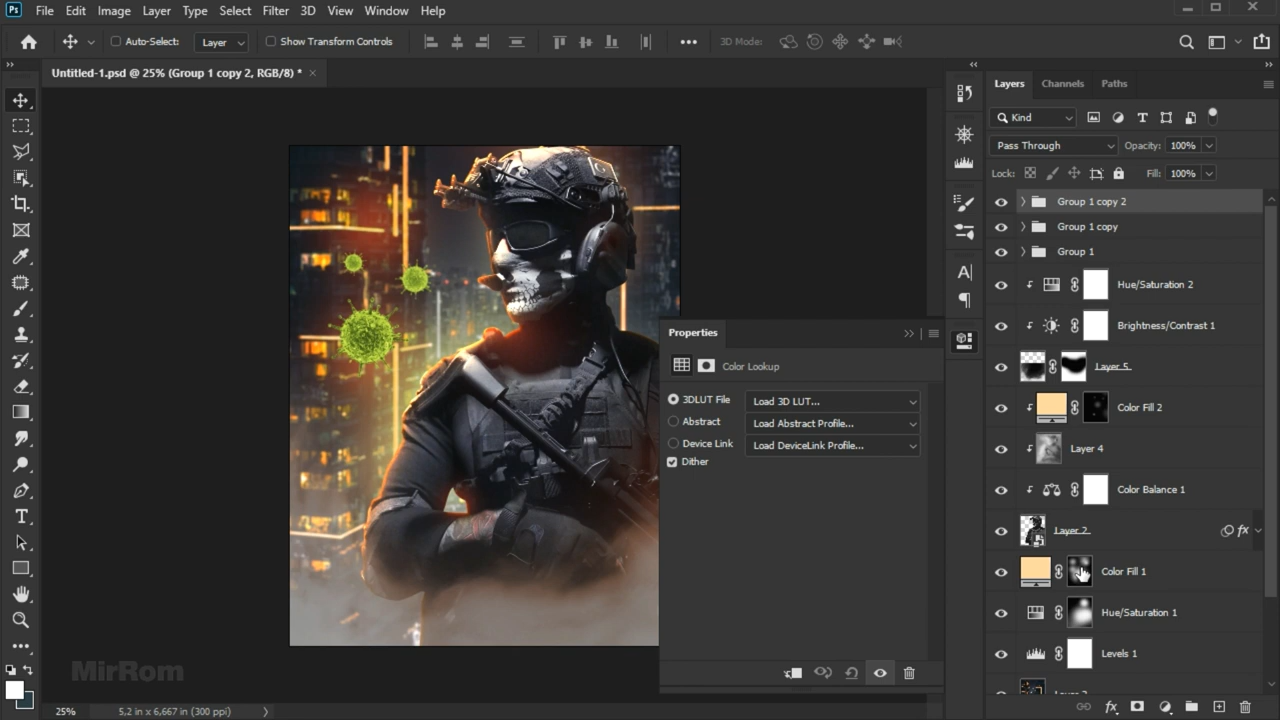 Ps File Edit Image Layer Type Select Filter 3D View Window Help
Auto-Select: Layer Show Transform Controls 3D Mode:
Untitled-1.psd @ 25% (Group 1 copy 2, RGB/8) *
Layers Channels Paths
Kind
Pass Through Opacity: 100%
Lock: Fill: 100%
Group 1 copy 2
Group 1 copy
Group 1
Hue/Saturation 2
Brightness/Contrast 1
Layer 5
Color Fill 2
Layer 4
Color Balance 1
Layer 2 fx
Color Fill 1
Hue/Saturation 1
Levels 1
Properties
Color Lookup
3DLUT File Load 3D LUT...
Abstract Load Abstract Profile...
Device Link Load DeviceLink Profile...
Dither
MirRom
25% 5,2 in x 6,667 in (300 ppi)